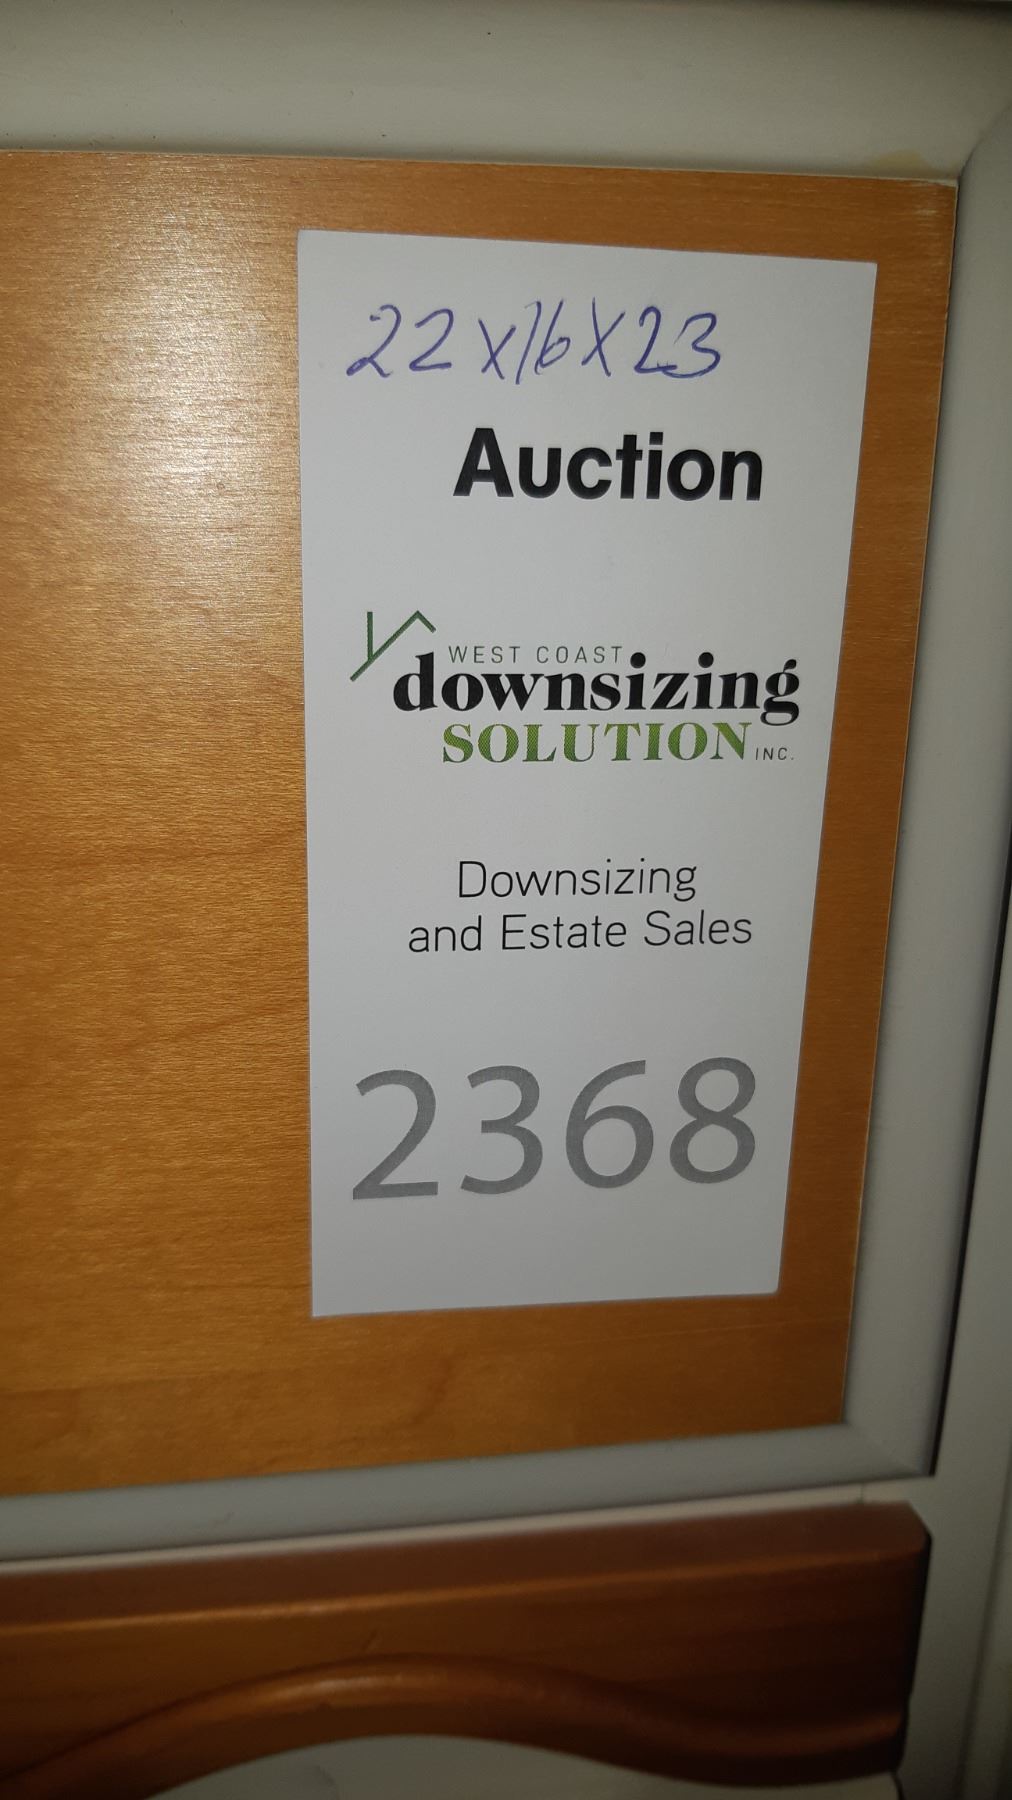 22x16x23
Auction
WEST COAST
downsizing
SOLUTION INC.
Downsizing
and Estate Sales
2368